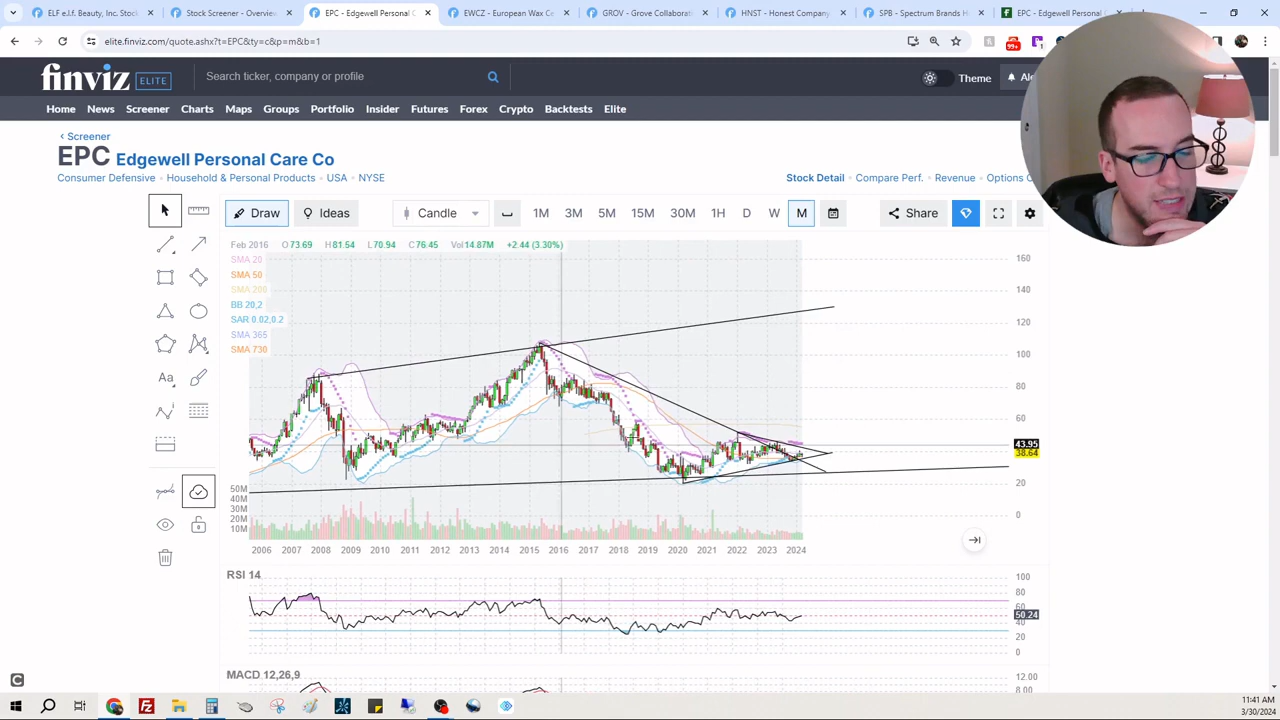 ELF e.l.f. Beauty, Inc. Stock
Stock Screener - Overview
EPC - Edgewell Personal C
EWCZ - European Wax Ce
GROV - Grove Collaborati
HNST - Honest Company
SPB - Spectrum Brands H
EPC - Edgewell Personal
elite.finviz.com/quote.ashx?t=EPC&ty=c&p=m&b=1
99+
1
finviz ELITE
Search ticker, company or profile
Theme
Ale
Home News Screener Charts Maps Groups Portfolio Insider Futures Forex Crypto Backtests Elite
‹ Screener
EPC Edgewell Personal Care Co
Consumer Defensive • Household & Personal Products • USA • NYSE
Stock Detail • Compare Perf. • Revenue • Options C
Draw Ideas Candle 1M 3M 5M 15M 30M 1H D W M Share
Feb 2016 O 73.69 H 81.54 L 70.94 C 76.45 Vol 14.87M +2.44 (3.30%)
SMA 20
SMA 50
SMA 200
BB 20,2
SAR 0.02,0.2
SMA 365
SMA 730
160
140
120
100
80
60
43.95
38.64
20
0
50M
40M
30M
20M
10M
Aa
2006 2007 2008 2009 2010 2011 2012 2013 2014 2015 2016 2017 2018 2019 2020 2021 2022 2023 2024
RSI 14
100
80
60
50.24
40
20
0
MACD 12,26,9
12.00
8.00
11:41 AM
3/30/2024